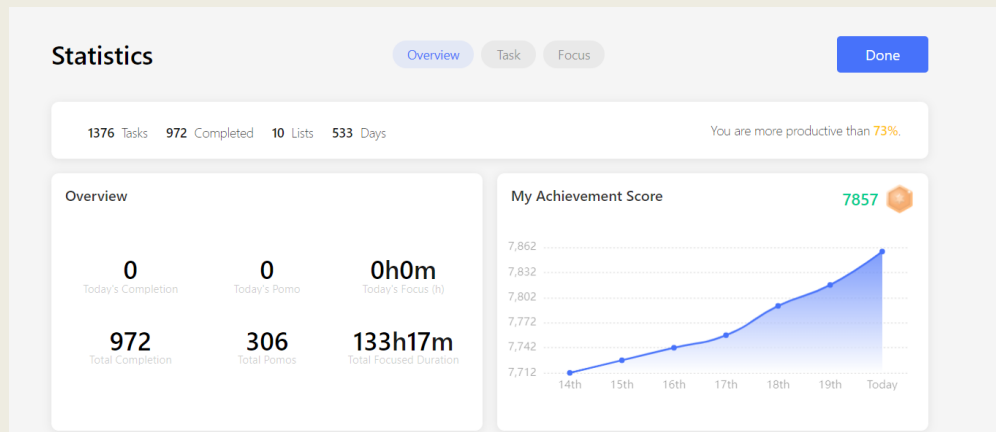 Statistics
Overview Task Focus
Done
1376 Tasks 972 Completed 10 Lists 533 Days
You are more productive than 73%.
Overview
0 0 0h0m
Today's Completion Today's Pomo Today's Focus (h)
972 306 133h17m
Total Completion Total Pomos Total Focused Duration
My Achievement Score
7857
7,862
7,832
7,802
7,772
7,742
7,712
14th 15th 16th 17th 18th 19th Today